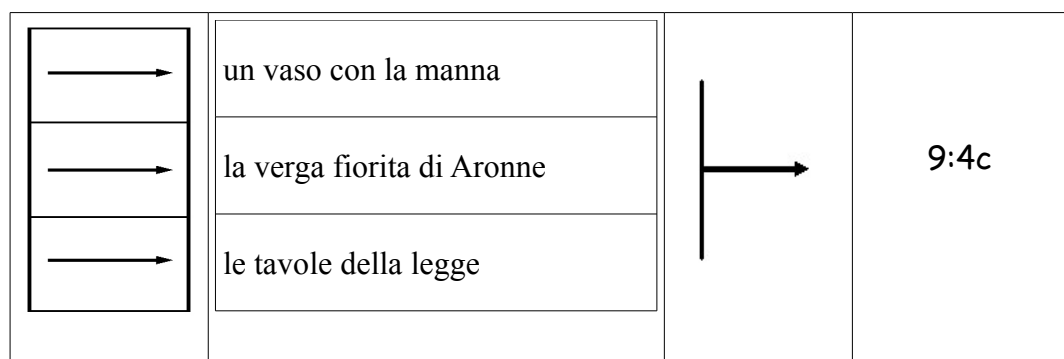 un vaso con la manna
la verga fiorita di Aronne
9:4c
le tavole della legge